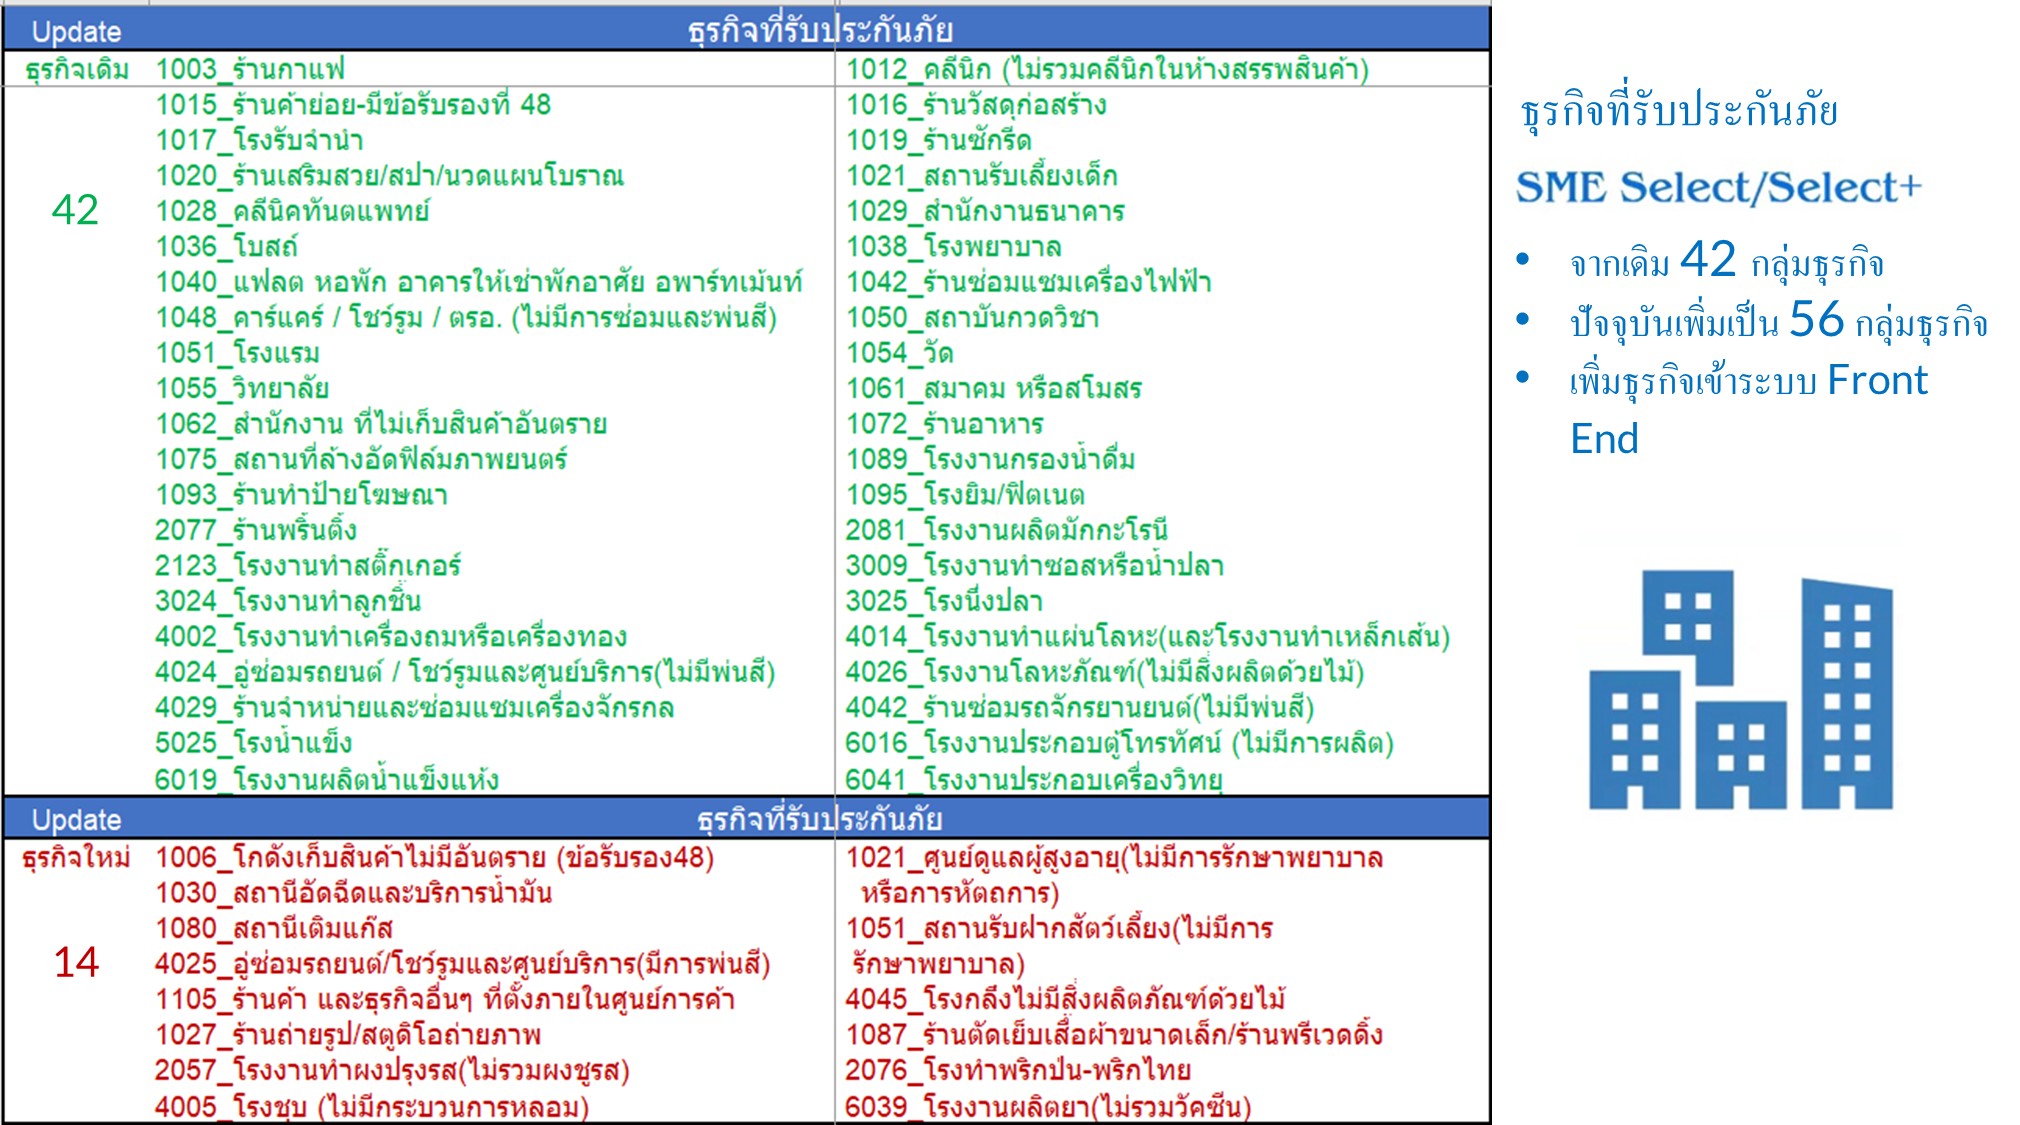 Update ธุรกิจที่รับประกันภัย
ธุรกิจเดิม 1003_ร้านกาแฟ 1012_คลีนิก (ไม่รวมคลีนิกในห้างสรรพสินค้า)
1015_ร้านค้าย่อย-มีข้อรับรองที่ 48 1016_ร้านวัสดุก่อสร้าง
1017_โรงรับจำนำ 1019_ร้านซักรีด
1020_ร้านเสริมสวย/สปา/นวดแผนโบราณ 1021_สถานรับเลี้ยงเด็ก
42 1028_คลีนิคทันตแพทย์ 1029_สำนักงานธนาคาร
1036_โบสถ์ 1038_โรงพยาบาล
1040_แฟลต หอพัก อาคารให้เช่าพักอาศัย อพาร์ทเม้นท์ 1042_ร้านซ่อมแซมเครื่องไฟฟ้า
1048_คาร์แคร์ / โชว์รูม / ตรอ. (ไม่มีการซ่อมและพ่นสี) 1050_สถาบันกวดวิชา
1051_โรงแรม 1054_วัด
1055_วิทยาลัย 1061_สมาคม หรือสโมสร
1062_สำนักงาน ที่ไม่เก็บสินค้าอันตราย 1072_ร้านอาหาร
1075_สถานที่ล้างอัดฟิล์มภาพยนตร์ 1089_โรงงานกรองน้ำดื่ม
1093_ร้านทำป้ายโฆษณา 1095_โรงยิม/ฟิตเนต
2077_ร้านพริ้นติ้ง 2081_โรงงานผลิตมักกะโรนี
2123_โรงงานทำสติ๊กเกอร์ 3009_โรงงานทำซอสหรือน้ำปลา
3024_โรงงานทำลูกชิ้น 3025_โรงนึ่งปลา
4002_โรงงานทำเครื่องถมหรือเครื่องทอง 4014_โรงงานทำแผ่นโลหะ(และโรงงานทำเหล็กเส้น)
4024_อู่ซ่อมรถยนต์ / โชว์รูมและศูนย์บริการ(ไม่มีพ่นสี) 4026_โรงงานโลหะภัณฑ์(ไม่มีสิ่งผลิตด้วยไม้)
4029_ร้านจำหน่ายและซ่อมแซมเครื่องจักรกล 4042_ร้านซ่อมรถจักรยานยนต์(ไม่มีพ่นสี)
5025_โรงน้ำแข็ง 6016_โรงงานประกอบตู้โทรทัศน์ (ไม่มีการผลิต)
6019_โรงงานผลิตน้ำแข็งแห้ง 6041_โรงงานประกอบเครื่องวิทยุ
Update ธุรกิจที่รับประกันภัย
ธุรกิจใหม่ 1006_โกดังเก็บสินค้าไม่มีอันตราย (ข้อรับรอง48) 1021_ศูนย์ดูแลผู้สูงอายุ(ไม่มีการรักษาพยาบาล
1030_สถานีอัดฉีดและบริการน้ำมัน หรือการหัตถการ)
1080_สถานีเติมแก๊ส 1051_สถานรับฝากสัตว์เลี้ยง(ไม่มีการ
14 4025_อู่ซ่อมรถยนต์/โชว์รูมและศูนย์บริการ(มีการพ่นสี) รักษาพยาบาล)
1105_ร้านค้า และธุรกิจอื่นๆ ที่ตั้งภายในศูนย์การค้า 4045_โรงกลึงไม่มีสิ่งผลิตภัณฑ์ด้วยไม้
1027_ร้านถ่ายรูป/สตูดิโอถ่ายภาพ 1087_ร้านตัดเย็บเสื้อผ้าขนาดเล็ก/ร้านพรีเวดดิ้ง
2057_โรงงานทำผงปรุงรส(ไม่รวมผงชูรส) 2076_โรงทำพริกป่น-พริกไทย
4005_โรงชุบ (ไม่มีกระบวนการหลอม) 6039_โรงงานผลิตยา(ไม่รวมวัคซีน)
ธุรกิจที่รับประกันภัย
SME Select/Select+
• จากเดิม 42 กลุ่มธุรกิจ
• ปัจจุบันเพิ่มเป็น 56 กลุ่มธุรกิจ
• เพิ่มธุรกิจเข้าระบบ Front
End